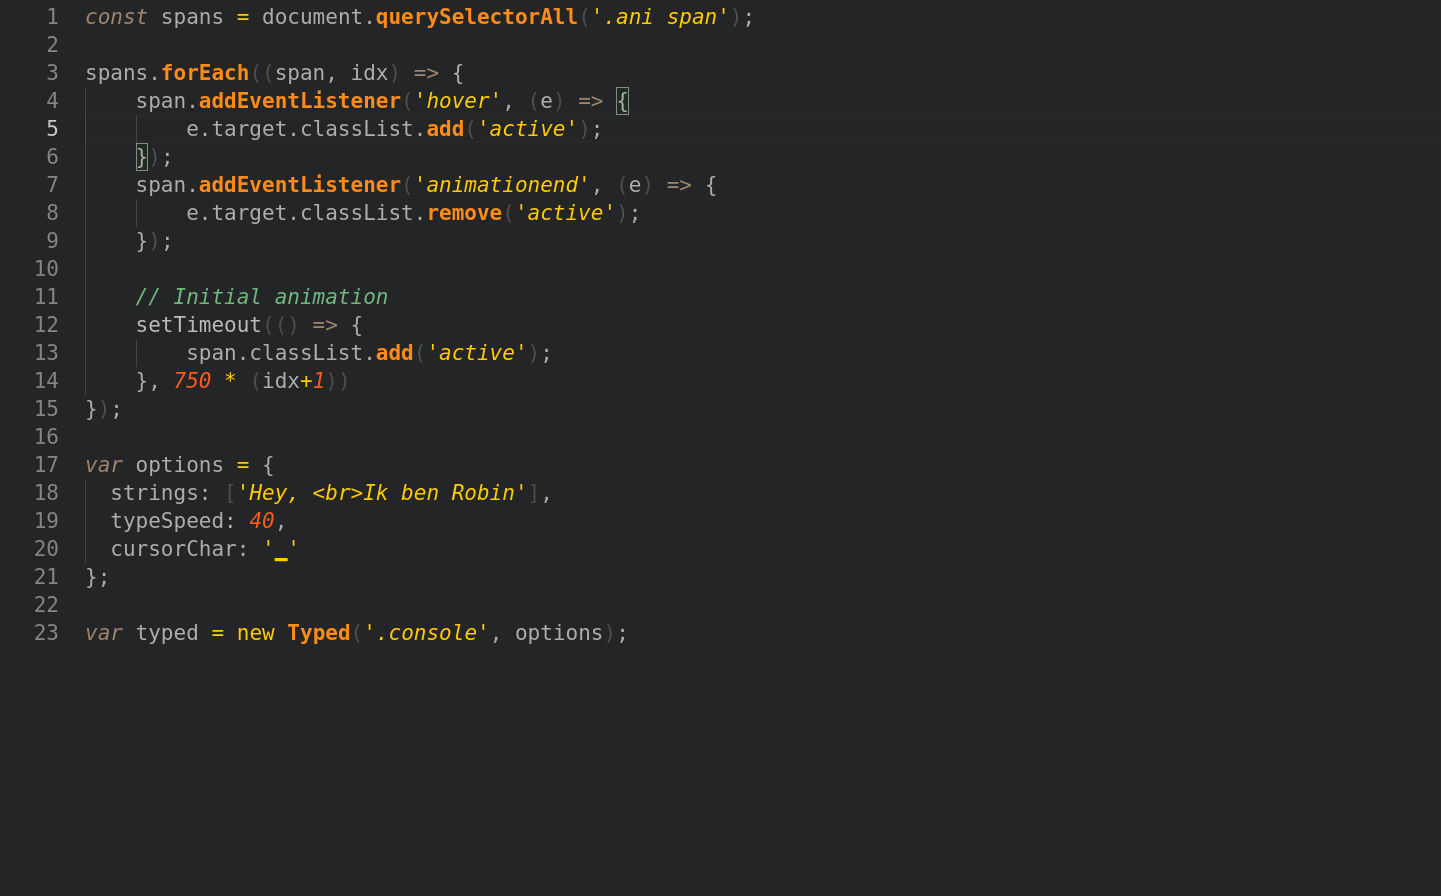 1 const spans = document.querySelectorAll('.ani span');
2
3 spans.forEach((span, idx) => {
4     span.addEventListener('hover', (e) => {
5         e.target.classList.add('active');
6     });
7     span.addEventListener('animationend', (e) => {
8         e.target.classList.remove('active');
9     });
10
11     // Initial animation
12     setTimeout(() => {
13         span.classList.add('active');
14     }, 750 * (idx+1))
15 });
16
17 var options = {
18   strings: ['Hey, <br>Ik ben Robin'],
19   typeSpeed: 40,
20   cursorChar: '_'
21 };
22
23 var typed = new Typed('.console', options);